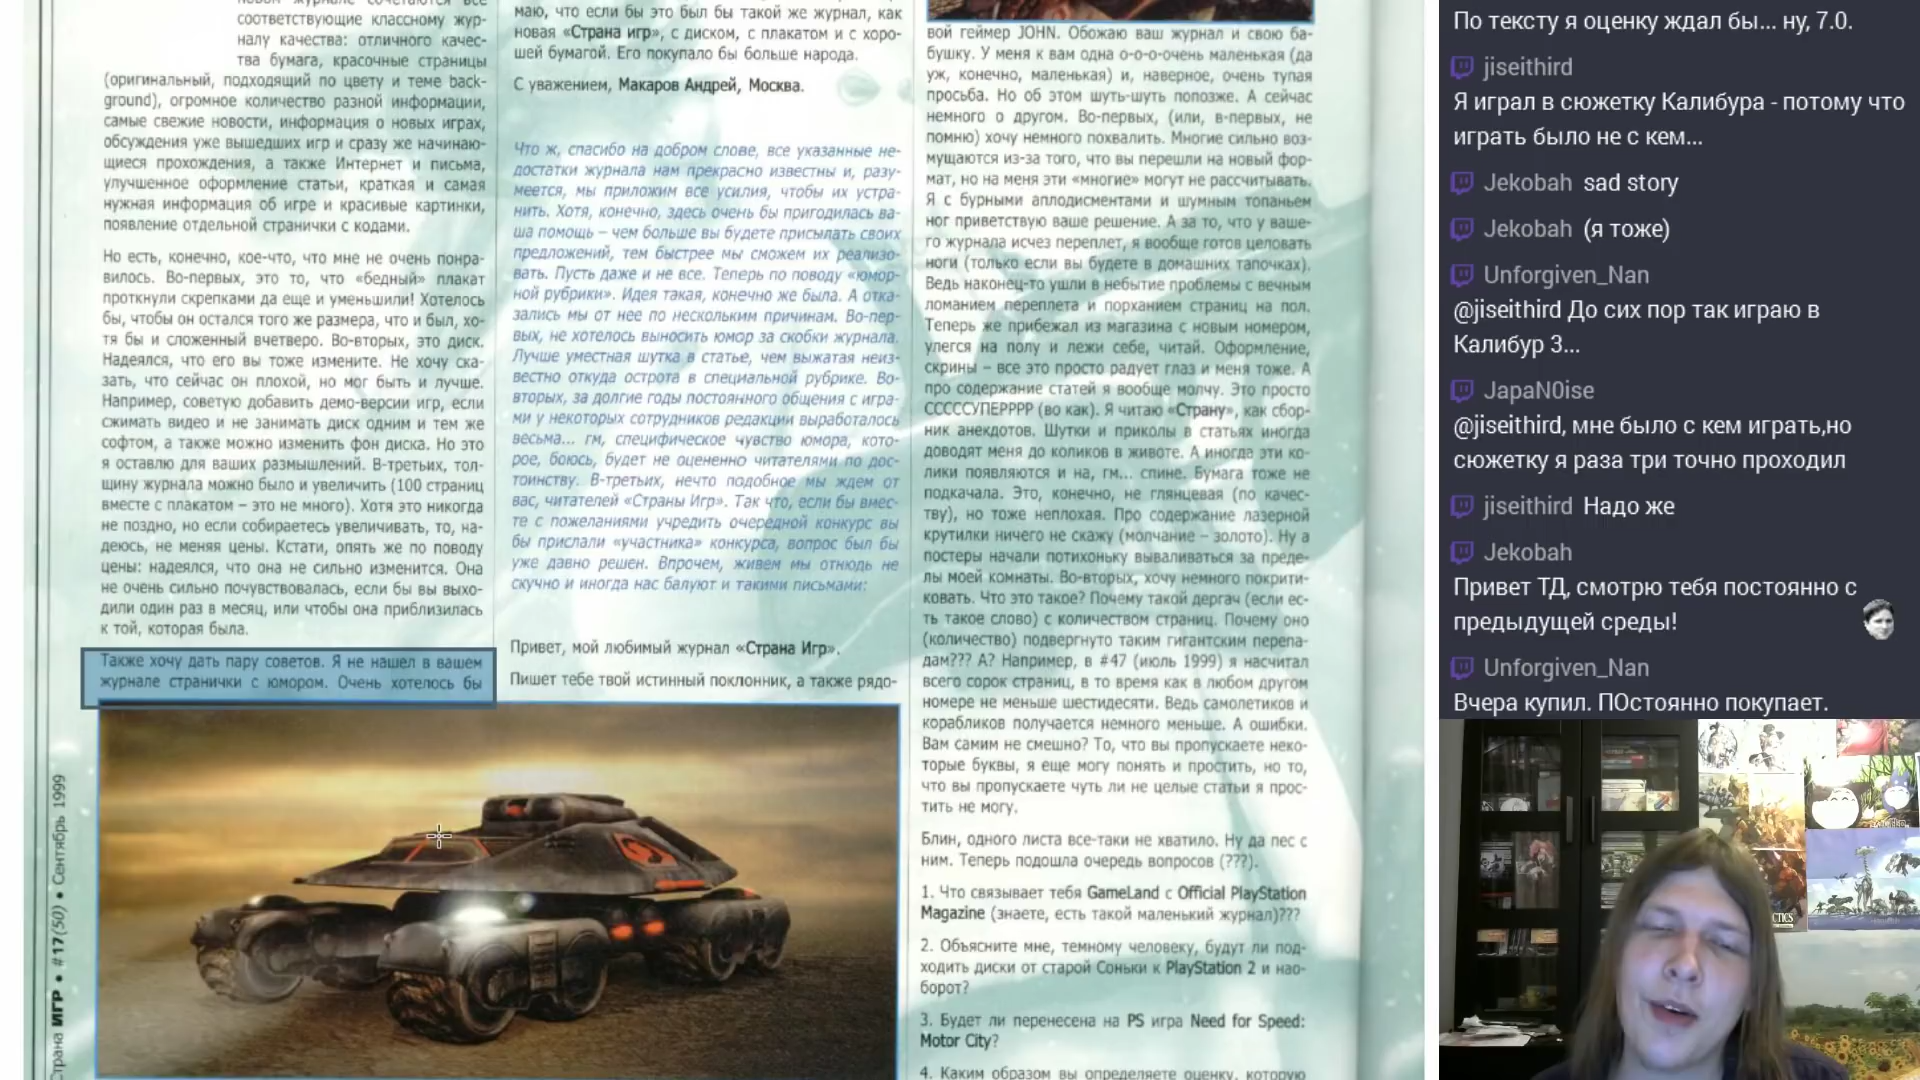 новом журнале сочетаются все
соответствующие классному жур-
налу качества: отличного качес-
тва бумага, красочные страницы
(оригинальный, подходящий по цвету и теме back-
ground), огромное количество разной информации,
самые свежие новости, информация о новых играх,
обсуждения уже вышедших игр и сразу же начинаю-
щиеся прохождения, а также Интернет и письма,
улучшенное оформление статьи, краткая и самая
нужная информация об игре и красивые картинки,
появление отдельной странички с кодами.
Но есть, конечно, кое-что, что мне не очень понра-
вилось. Во-первых, это то, что «бедный» плакат
проткнули скрепками да еще и уменьшили! Хотелось
бы, чтобы он остался того же размера, что и был, хо-
тя бы и сложенный вчетверо. Во-вторых, это диск.
Надеялся, что его вы тоже измените. Не хочу ска-
зать, что сейчас он плохой, но мог быть и лучше.
Например, советую добавить демо-версии игр, если
сжимать видео и не занимать диск одним и тем же
софтом, а также можно изменить фон диска. Но это
я оставлю для ваших размышлений. В-третьих, тол-
щину журнала можно было и увеличить (100 страниц
вместе с плакатом – это не много). Хотя это никогда
не поздно, но если собираетесь увеличивать, то, на-
деюсь, не меняя цены. Кстати, опять же по поводу
цены: надеялся, что она не сильно изменится. Она
не очень сильно почувствовалась, если бы вы выхо-
дили один раз в месяц, или чтобы она приблизилась
к той, которая была.
Также хочу дать пару советов. Я не нашел в вашем
журнале странички с юмором. Очень хотелось бы
Страна ИГР • #17(50) • Сентябрь 1999
маю, что если бы это был бы такой же журнал, как
новая «Страна игр», с диском, с плакатом и с хоро-
шей бумагой. Его покупало бы больше народа.
С уважением, Макаров Андрей, Москва.
Что ж, спасибо на добром слове, все указанные не-
достатки журнала нам прекрасно известны и, разу-
меется, мы приложим все усилия, чтобы их устра-
нить. Хотя, конечно, здесь очень бы пригодилась ва-
ша помощь – чем больше вы будете присылать своих
предложений, тем быстрее мы сможем их реализо-
вать. Пусть даже и не все. Теперь по поводу «юмор-
ной рубрики». Идея такая, конечно же была. А отка-
зались мы от нее по нескольким причинам. Во-пер-
вых, не хотелось выносить юмор за скобки журнала.
Лучше уместная шутка в статье, чем выжатая неиз-
вестно откуда острота в специальной рубрике. Во-
вторых, за долгие годы постоянного общения с игра-
ми у некоторых сотрудников редакции выработалось
весьма... гм, специфическое чувство юмора, кото-
рое, боюсь, будет не оцененно читателями по дос-
тоинству. В-третьих, нечто подобное мы ждем от
вас, читателей «Страны Игр». Так что, если бы вмес-
те с пожеланиями учредить очередной конкурс вы
бы прислали «участника» конкурса, вопрос был бы
уже давно решен. Впрочем, живем мы отнюдь не
скучно и иногда нас балуют и такими письмами:
Привет, мой любимый журнал «Страна Игр».
Пишет тебе твой истинный поклонник, а также рядо-
вой геймер JOHN. Обожаю ваш журнал и свою ба-
бушку. У меня к вам одна о-о-о-очень маленькая (да
уж, конечно, маленькая) и, наверное, очень тупая
просьба. Но об этом шуть-шуть попозже. А сейчас
немного о другом. Во-первых, (или, в-первых, не
помню) хочу немного похвалить. Многие сильно воз-
мущаются из-за того, что вы перешли на новый фор-
мат, но на меня эти «многие» могут не рассчитывать.
Я с бурными аплодисментами и шумным топаньем
ног приветствую ваше решение. А за то, что у ваше-
го журнала исчез переплет, я вообще готов целовать
ноги (только если вы будете в домашних тапочках).
Ведь наконец-то ушли в небытие проблемы с вечным
ломанием переплета и порханием страниц на пол.
Теперь же прибежал из магазина с новым номером,
улегся на полу и лежи себе, читай. Оформление,
скрины – все это просто радует глаз и меня тоже. А
про содержание статей я вообще молчу. Это просто
СССССУПЕРРРР (во как). Я читаю «Страну», как сбор-
ник анекдотов. Шутки и приколы в статьях иногда
доводят меня до коликов в животе. А иногда эти ко-
лики появляются и на, гм... спине. Бумага тоже не
подкачала. Это, конечно, не глянцевая (по качес-
тву), но тоже неплохая. Про содержание лазерной
крутилки ничего не скажу (молчание – золото). Ну а
постеры начали потихоньку вываливаться за преде-
лы моей комнаты. Во-вторых, хочу немного покрити-
ковать. Что это такое? Почему такой дергач (если ес-
ть такое слово) с количеством страниц. Почему оно
(количество) подвергнуто таким гигантским перепа-
дам??? А? Например, в #47 (июль 1999) я насчитал
всего сорок страниц, в то время как в любом другом
номере не меньше шестидесяти. Ведь самолетиков и
корабликов получается немного меньше. А ошибки.
Вам самим не смешно? То, что вы пропускаете неко-
торые буквы, я еще могу понять и простить, но то,
что вы пропускаете чуть ли не целые статьи я прос-
тить не могу.
Блин, одного листа все-таки не хватило. Ну да пес с
ним. Теперь подошла очередь вопросов (???).
1. Что связывает тебя GameLand с Official PlayStation
Magazine (знаете, есть такой маленький журнал)???
2. Объясните мне, темному человеку, будут ли под-
ходить диски от старой Соньки к PlayStation 2 и нао-
борот?
3. Будет ли перенесена на PS игра Need for Speed:
Motor City?
4. Каким образом вы определяете оценку, которую
По тексту я оценку ждал бы... ну, 7.0.
jiseithird
Я играл в сюжетку Калибура - потому что
играть было не с кем...
Jekobah sad story
Jekobah (я тоже)
Unforgiven_Nan
@jiseithird До сих пор так играю в
Калибур 3...
JapaN0ise
@jiseithird, мне было с кем играть,но
сюжетку я раза три точно проходил
jiseithird Надо же
Jekobah
Привет ТД, смотрю тебя постоянно с
предыдущей среды!
Unforgiven_Nan
Вчера купил. ПОстоянно покупает.